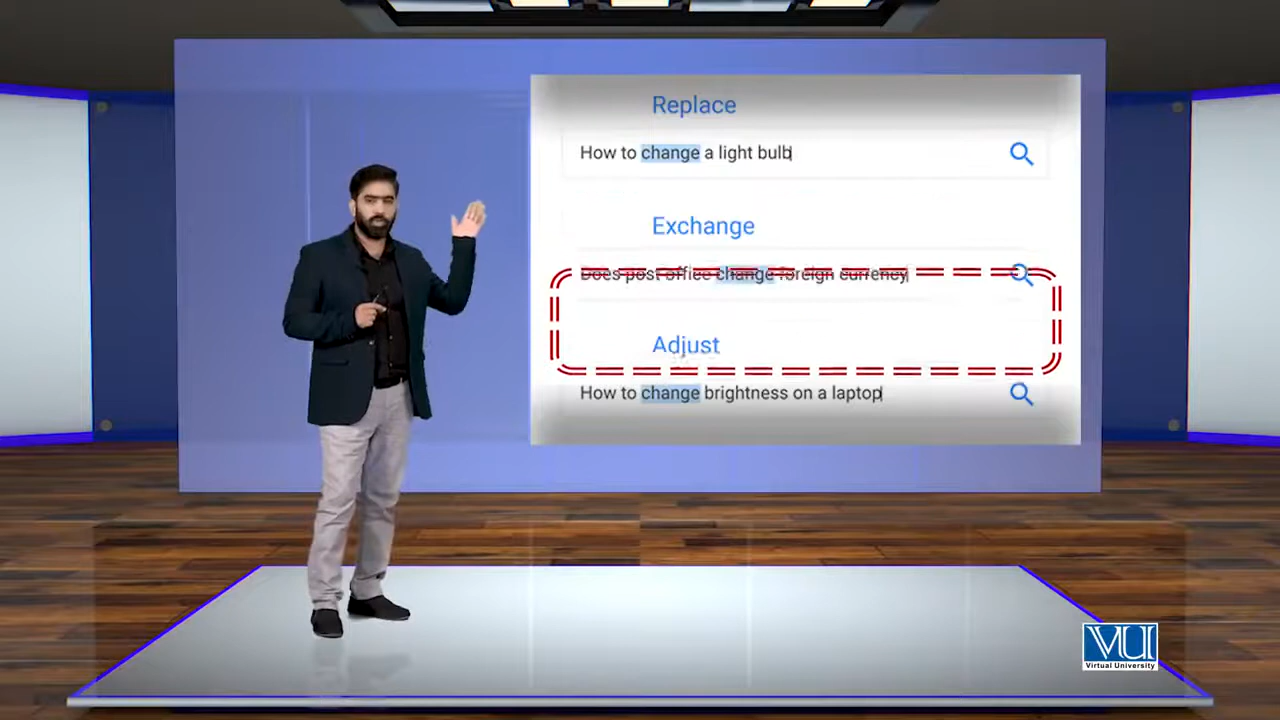 Replace
How to change a light bulb
Exchange
Does post office change foreign currency
Adjust
How to change brightness on a laptop
VU
Virtual University